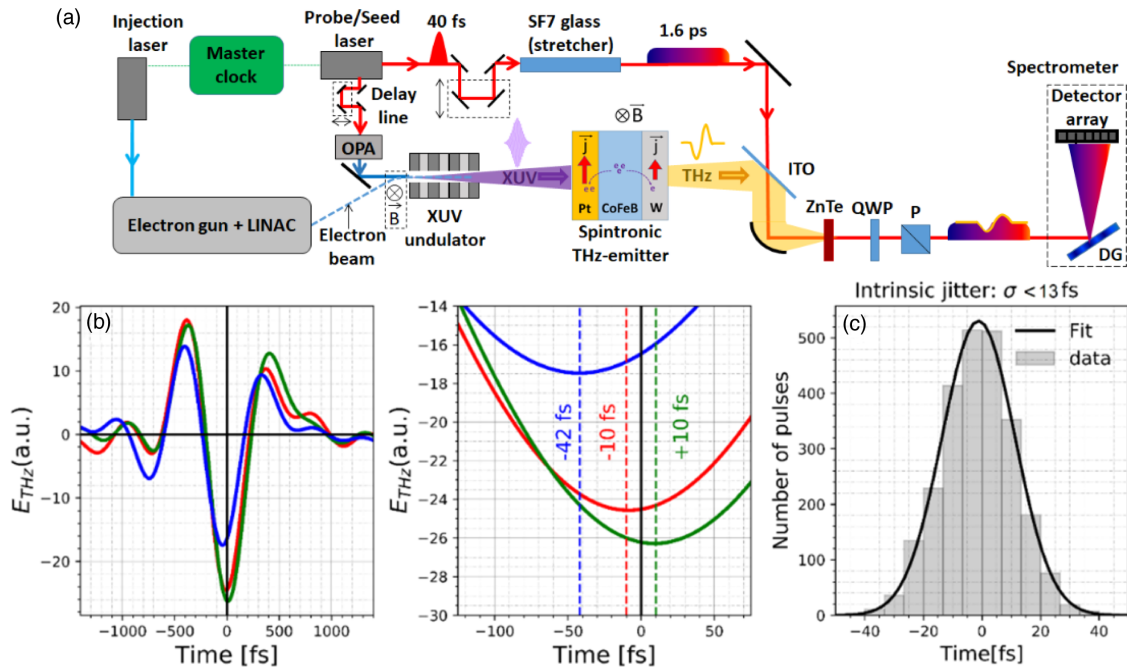 (a)
Injection
laser
Master
clock
Probe/Seed
laser
40 fs
SF7 glass
(stretcher)
1.6 ps
Spectrometer
Detector
array
Delay
line
OPA
⊗B⃗
XUV
j⃗
j⃗
THz
ITO
e⁻e⁻
e⁻e⁻
e⁻e⁻
Pt
CoFeB
W
ZnTe
QWP
P
DG
⊗
B⃗
Electron gun + LINAC
Electron
beam
XUV
undulator
Spintronic
THz-emitter
(b)
E_THz(a.u.)
20
10
0
−10
−20
−1000
−500
0
500
1000
Time [fs]
E_THz(a.u.)
−14
−16
−18
−20
−22
−24
−26
−28
−30
-42 fs
-10 fs
+10 fs
−100
−50
0
50
Time [fs]
Intrinsic jitter: σ <13 fs
(c)
Fit
data
Number of pulses
500
400
300
200
100
0
−40
−20
0
20
40
Time[fs]